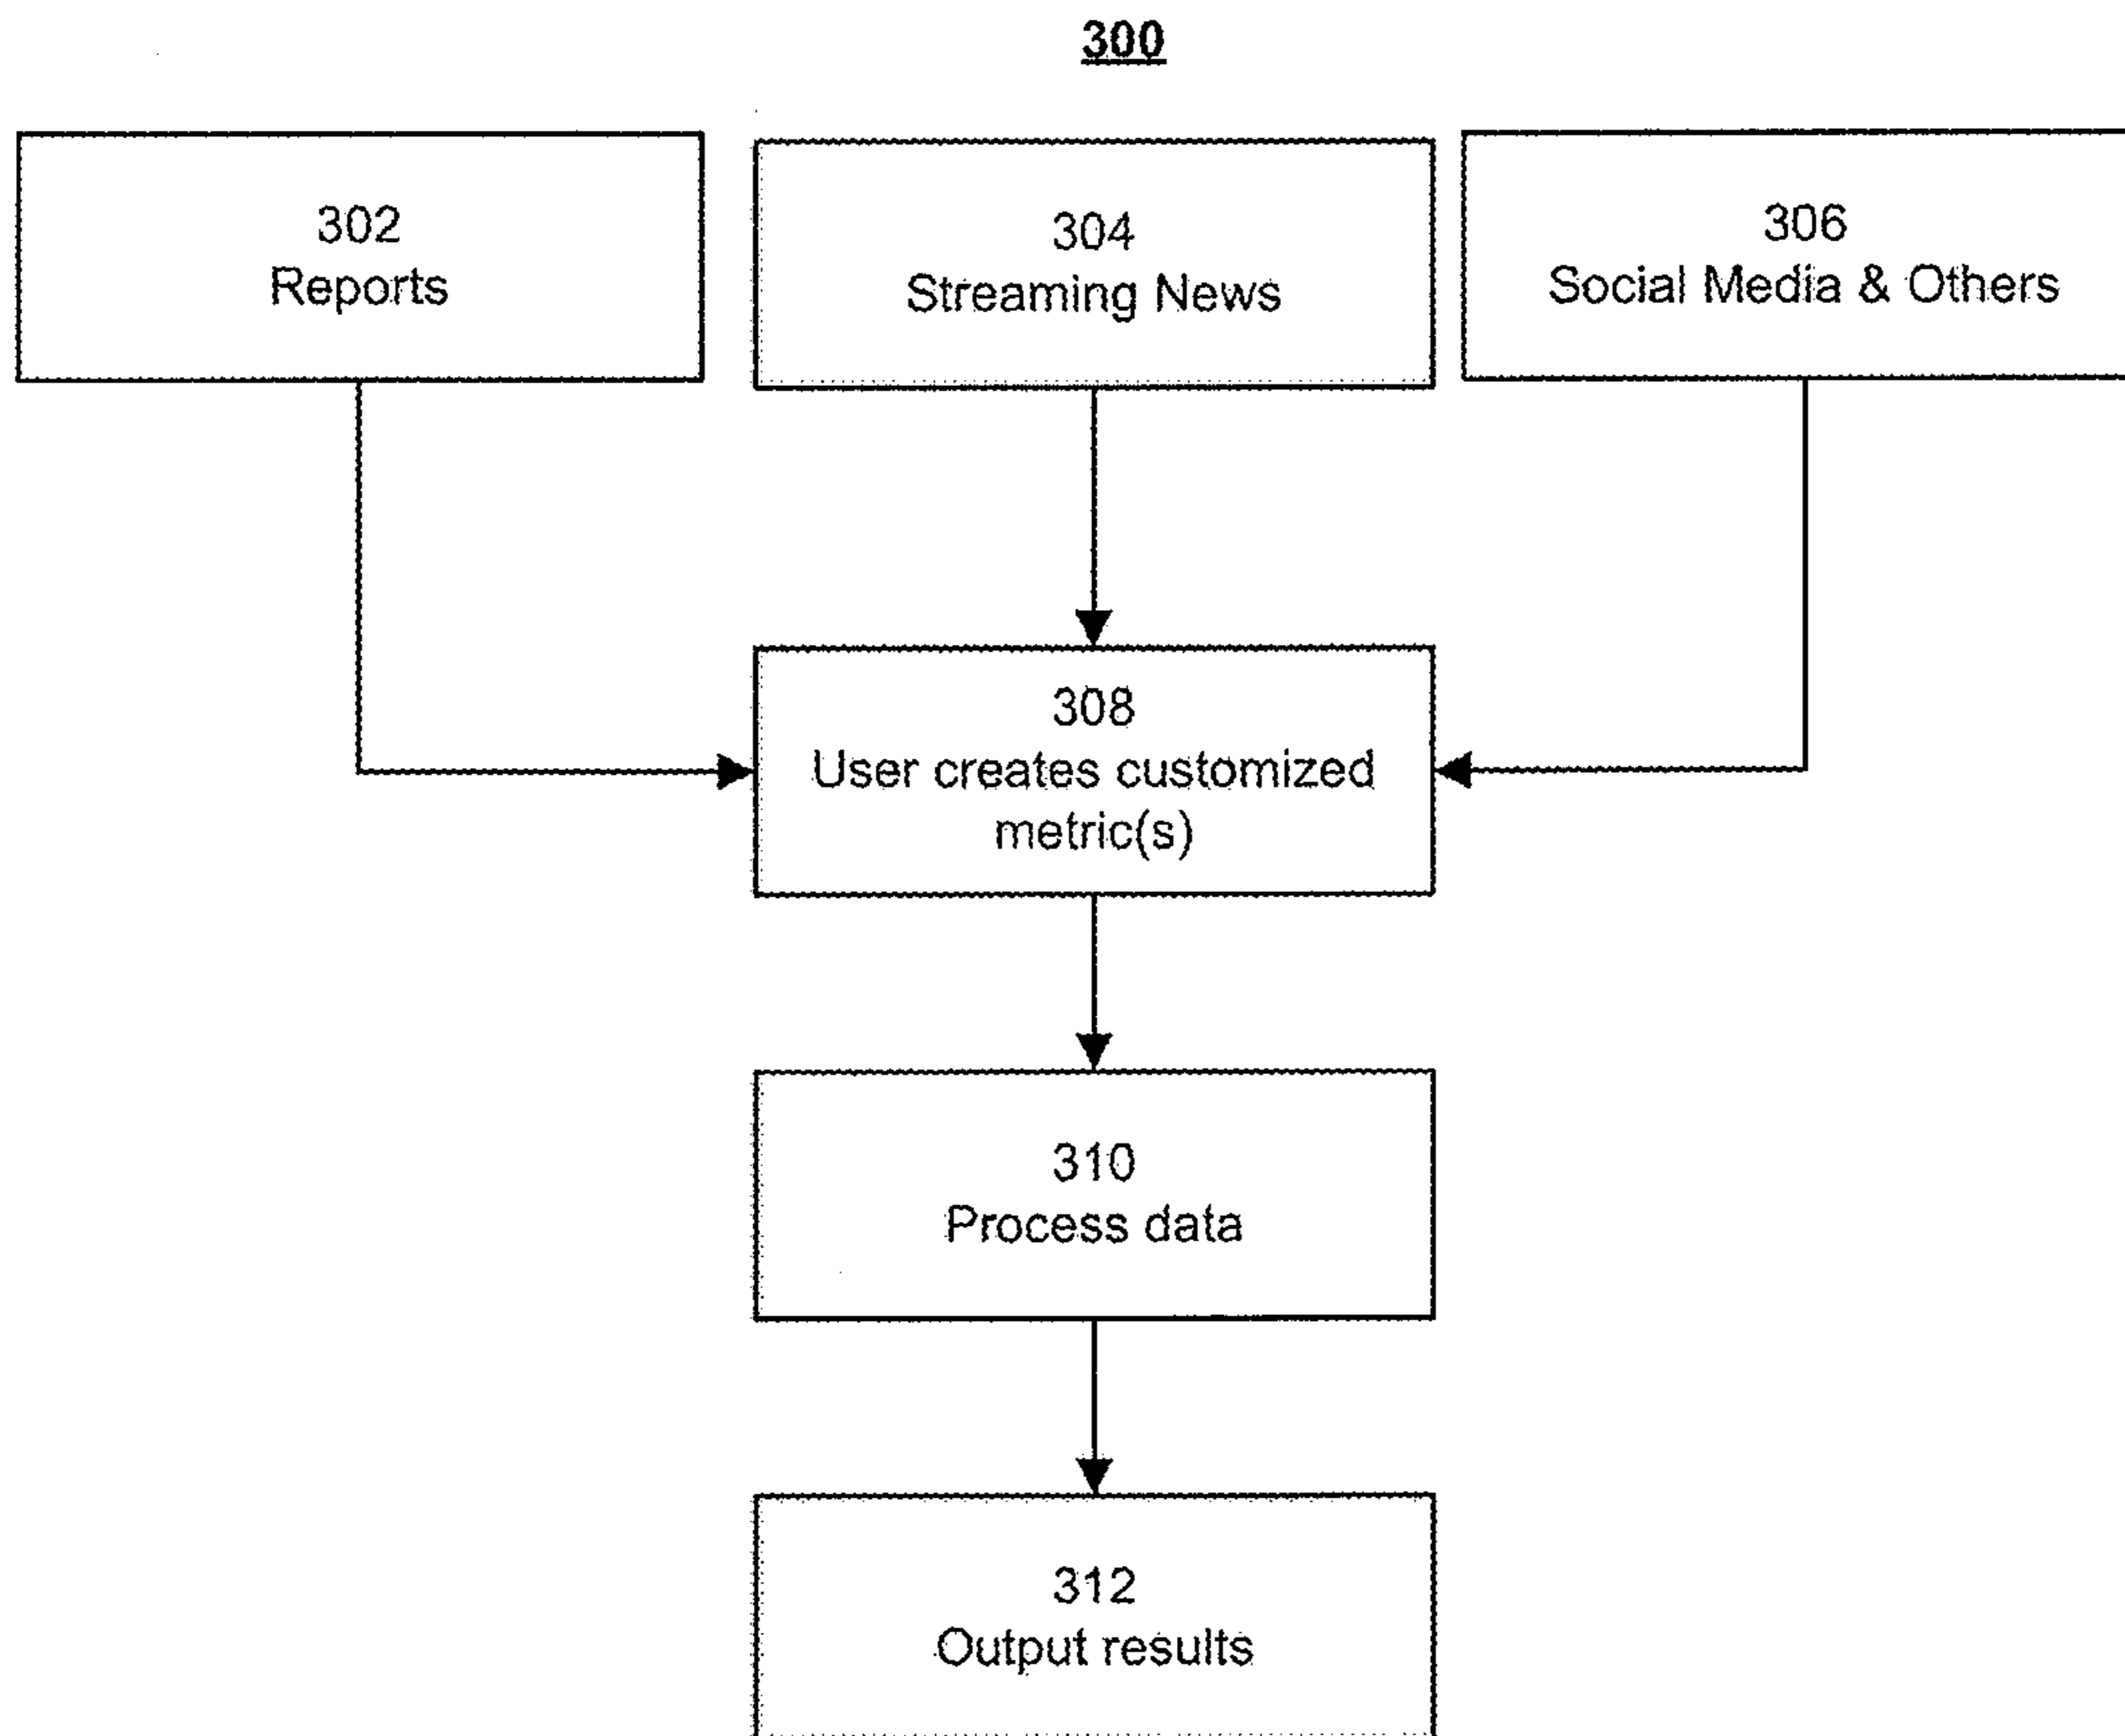 300
302
Reports
304
Streaming News
306
Social Media & Others
308
User creates customized
metric(s)
310
Process data
312
Output results